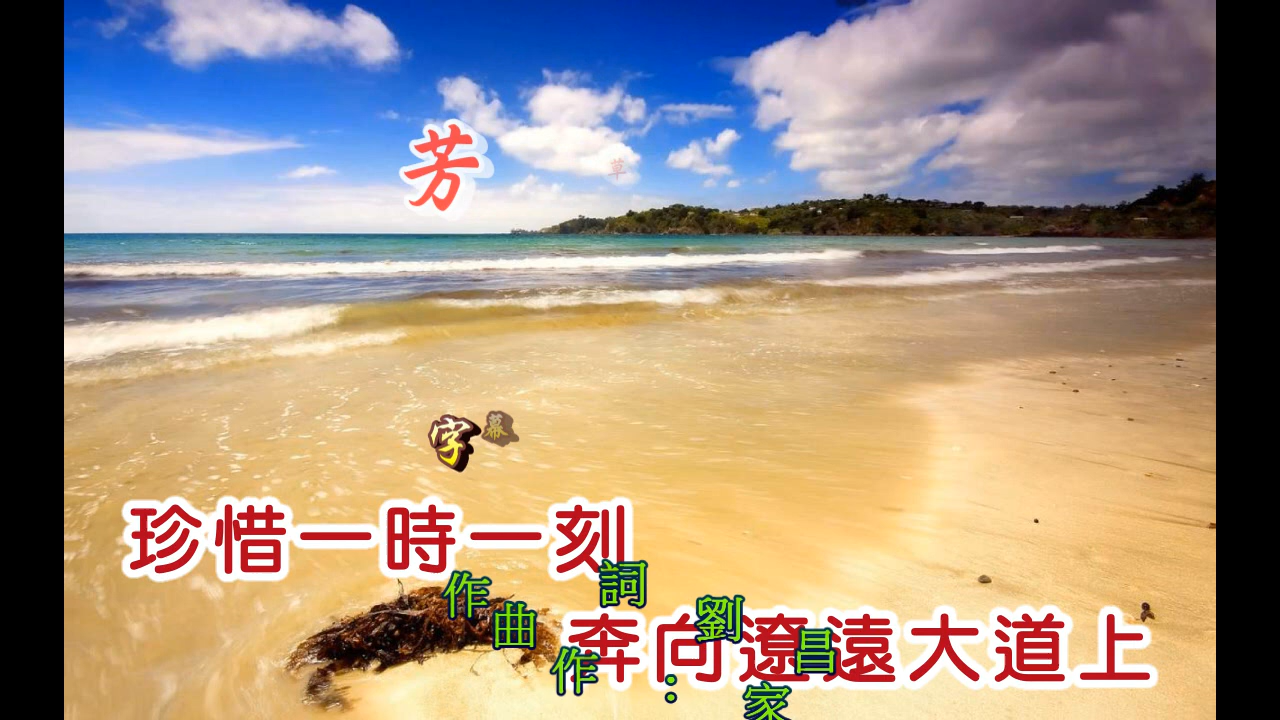 芳草
字幕
珍惜一時一刻
作曲作詞:劉家昌
奔向遼遠大道上